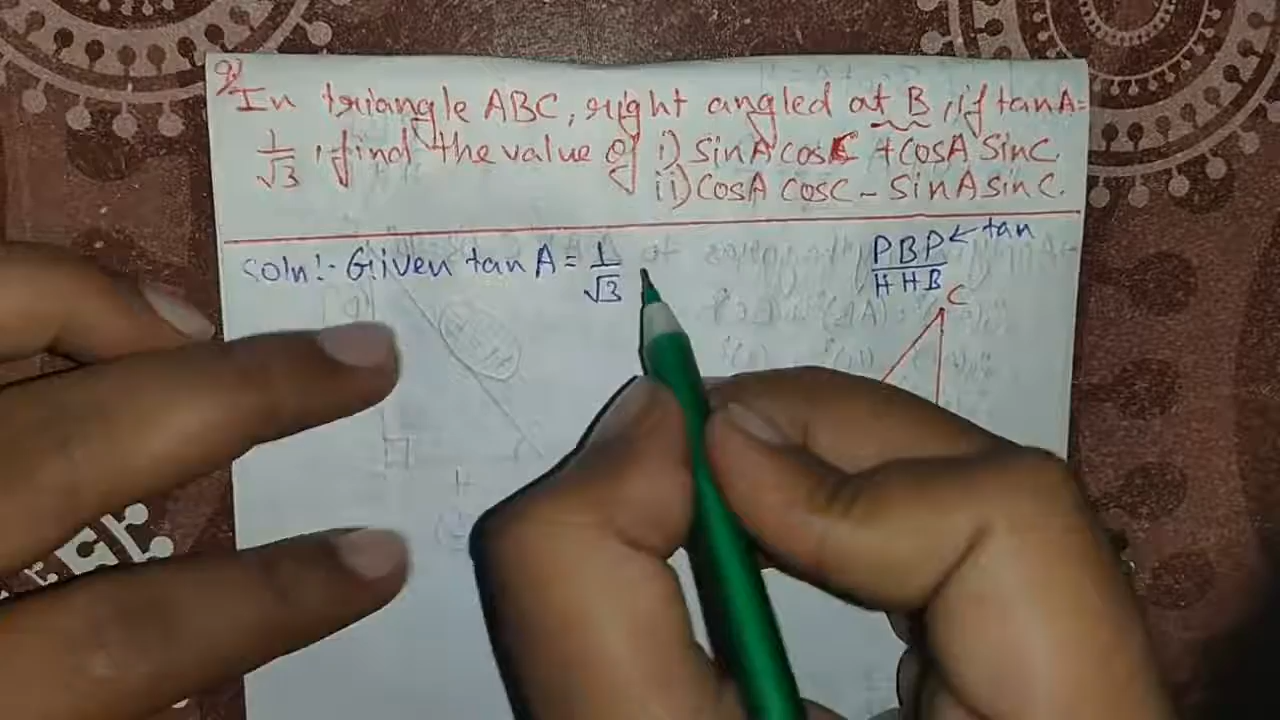 Q) In triangle ABC, right angled at B, if tanA=
1/√3, find the value of i) sinA cosC + cosA sinC.
ii) cosA cosC - sinA sinC.
Soln:- Given tan A = 1/√3
PBP ← tan
HHB
C